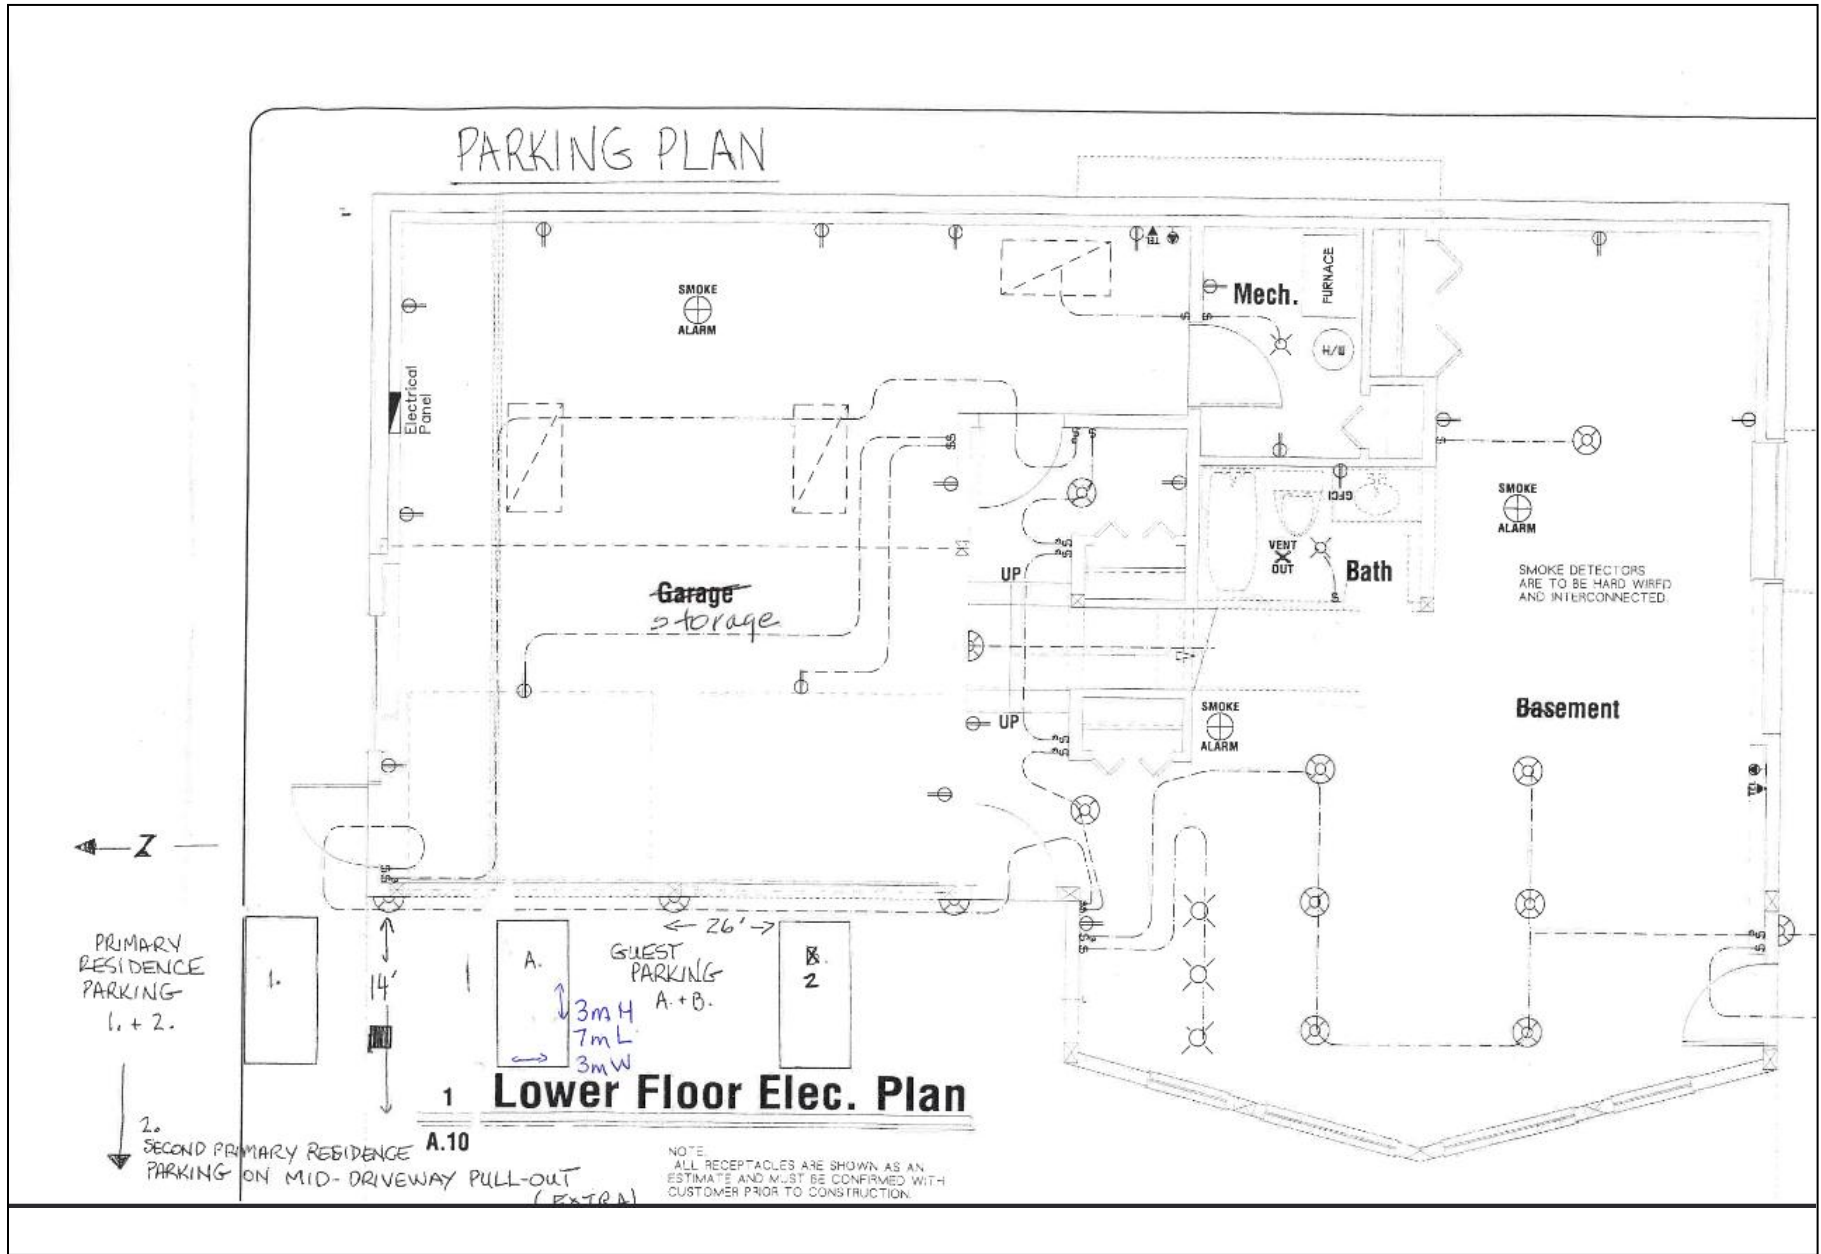 PARKING PLAN
SMOKE
ALARM
TEL
Mech.
FURNACE
W/H
Electrical
Panel
UP
GFCI
VENT
OUT
Bath
SMOKE
ALARM
SMOKE DETECTORS
ARE TO BE HARD WIRED
AND INTERCONNECTED.
Garage
storage
UP
SMOKE
ALARM
Basement
TEL
Z
PRIMARY
RESIDENCE
PARKING
1. + 2.
1.
14'
A.
GUEST
PARKING
A. + B.
26'
B.
2
3m H
7m L
3m W
2.
SECOND PRIMARY RESIDENCE
PARKING ON MID-DRIVEWAY PULL-OUT
(EXTRA)
1
A.10
Lower Floor Elec. Plan
NOTE.
ALL RECEPTACLES ARE SHOWN AS AN
ESTIMATE AND MUST BE CONFIRMED WITH
CUSTOMER PRIOR TO CONSTRUCTION.